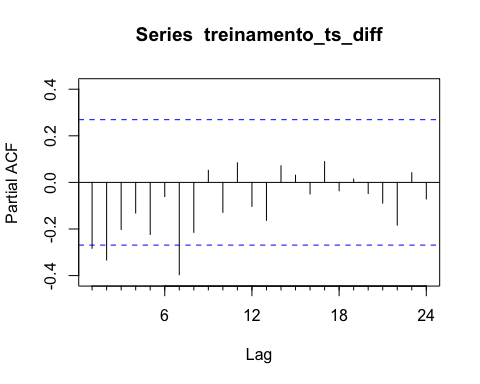 Series treinamento_ts_diff
Partial ACF
0.4
0.2
0.0
-0.2
-0.4
6 12 18 24
Lag